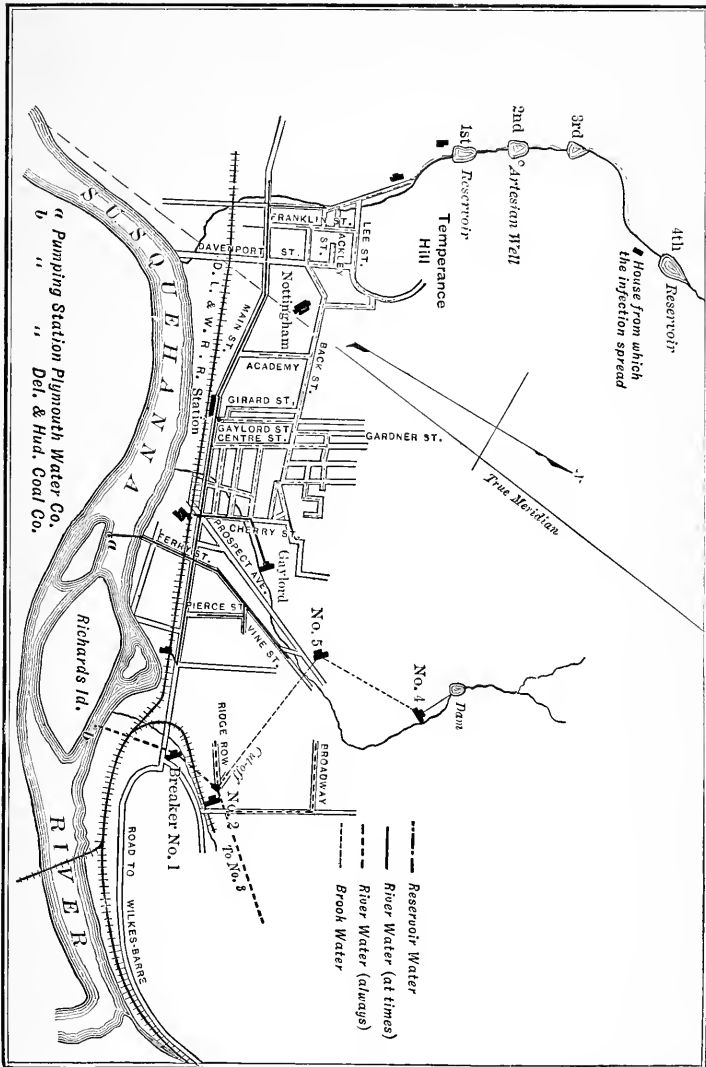 4th
Reservoir
House from which
the infection spread
3rd
2nd
Artesian Well
1st
Reservoir
Temperance
Hill
LEE ST.
FRANKLIN ST.
ACKLEY
ST.
DAVENPORT ST.
Nottingham
MAIN ST.
D. L. & W. R. R.
Station
BACK ST.
ACADEMY
GIRARD ST.
GAYLORD ST.
CENTRE ST.
GARDNER ST.
True Meridian
CHERRY ST.
Gaylord
PROSPECT AVE.
FERRY ST.
PIERCE ST
VINE ST.
No. 5
No. 4
Dam
RIDGE ROW
Cut-off
BROADWAY
No. 2
To No. 3
Breaker No. 1
ROAD TO WILKES-BARRE
SUSQUEHANNA
RIVER
Richards Id.
a
b
a Pumping Station Plymouth Water Co.
b " " Del. & Hud. Coal Co.
Reservoir Water
River Water (at times)
River Water (always)
Brook Water